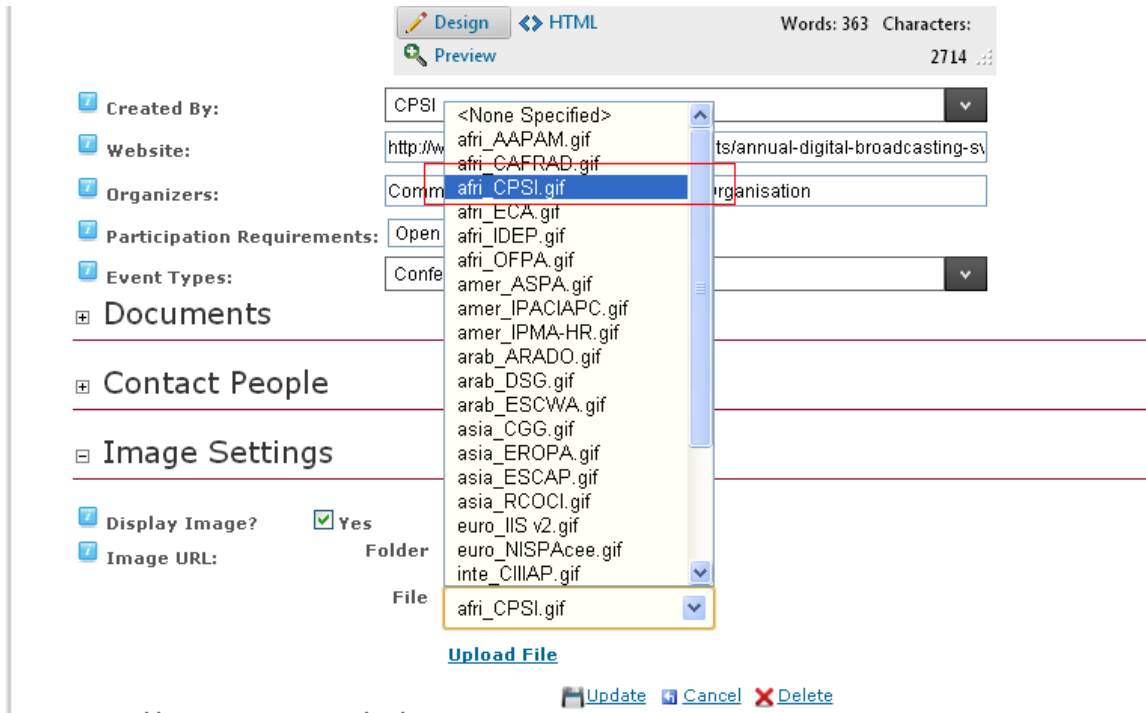 Design HTML Words: 363 Characters:
Preview 2714
Created By: CPSI
Website: http://w ts/annual-digital-broadcasting-s
Organizers: Comm rganisation
Participation Requirements: Open
Event Types: Confe
Documents
Contact People
Image Settings
Display Image? Yes
Image URL: Folder
<None Specified>
afri_AAPAM.gif
afri_CAFRAD.gif
afri_CPSI.gif
afri_ECA.gif
afri_IDEP.gif
afri_OFPA.gif
amer_ASPA.gif
amer_IPACIAPC.gif
amer_IPMA-HR.gif
arab_ARADO.gif
arab_DSG.gif
arab_ESCWA.gif
asia_CGG.gif
asia_EROPA.gif
asia_ESCAP.gif
asia_RCOCI.gif
euro_IIS v2.gif
euro_NISPAcee.gif
inte_CIIIAP.gif
File afri_CPSI.gif
Upload File
Update Cancel Delete